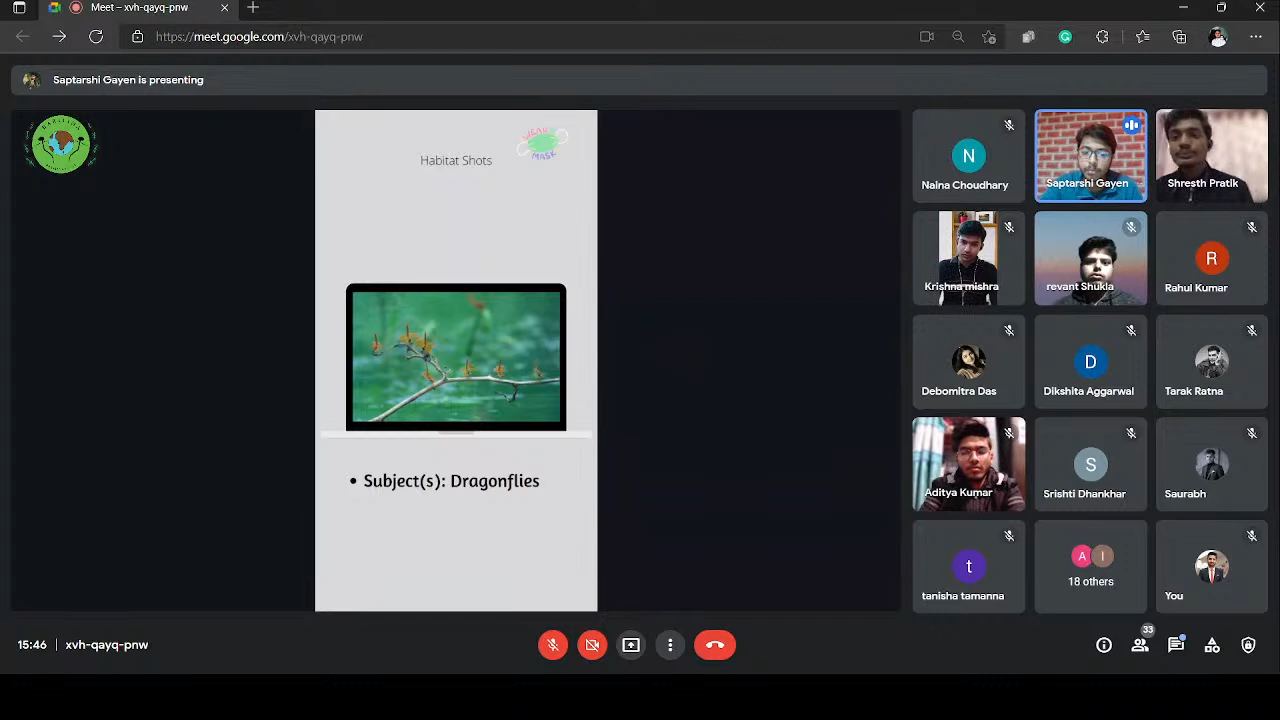 Meet – xvh-qayq-pnw
https://meet.google.com/xvh-qayq-pnw
Saptarshi Gayen is presenting
Habitat Shots
WEAR
MASK
Subject(s): Dragonflies
Naina Choudhary
Saptarshi Gayen
Shresth Pratik
N
Krishna mishra
revant Shukla
Rahul Kumar
R
Debomitra Das
Dikshita Aggarwal
Tarak Ratna
D
Aditya Kumar
Srishti Dhankhar
Saurabh
S
tanisha tamanna
18 others
You
t
A
I
15:46
xvh-qayq-pnw
33